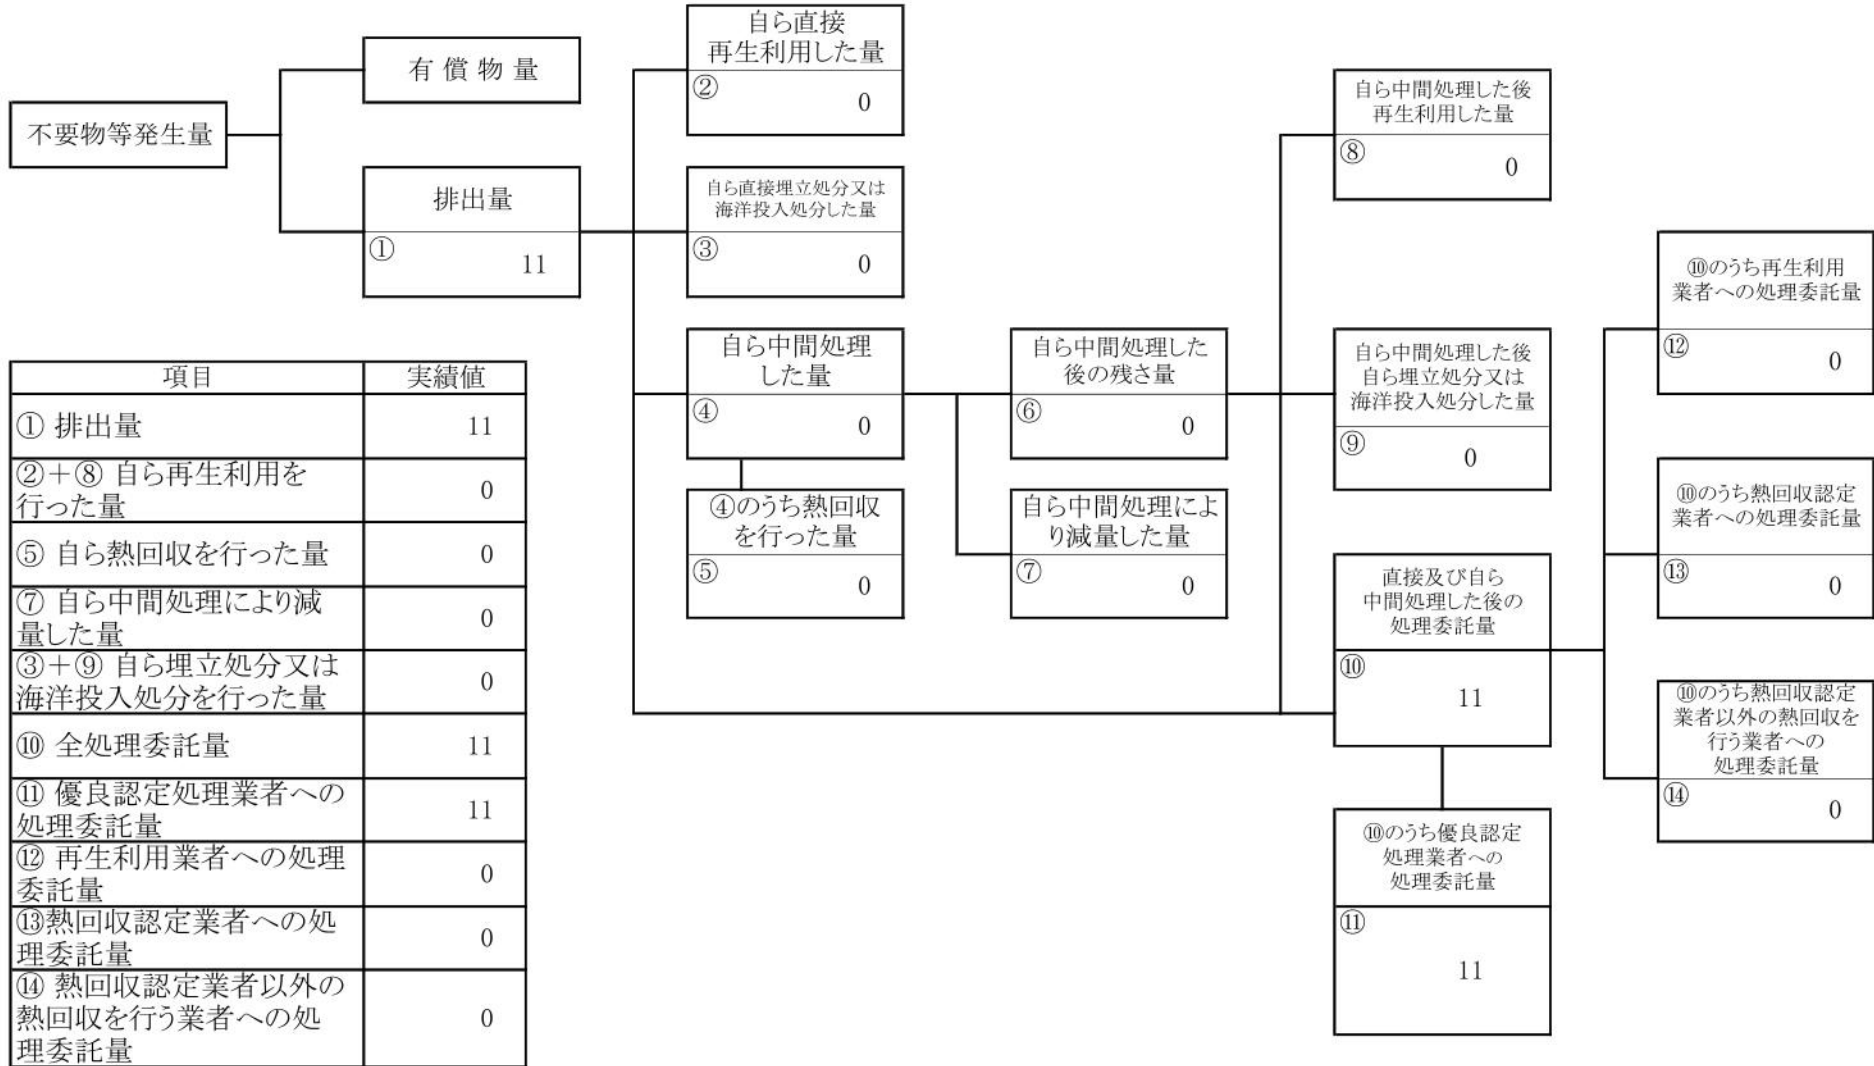 不要物等発生量
有償物量
排出量
①
11
自ら直接
再生利用した量
②
0
自ら直接埋立処分又は
海洋投入処分した量
③
0
自ら中間処理
した量
④
0
④のうち熱回収
を行った量
⑤
0
自ら中間処理した
後の残さ量
⑥
0
自ら中間処理によ
り減量した量
⑦
0
自ら中間処理した後
再生利用した量
⑧
0
自ら中間処理した後
自ら埋立処分又は
海洋投入処分した量
⑨
0
直接及び自ら
中間処理した後の
処理委託量
⑩
11
⑩のうち優良認定
処理業者への
処理委託量
⑪
11
⑩のうち再生利用
業者への処理委託量
⑫
0
⑩のうち熱回収認定
業者への処理委託量
⑬
0
⑩のうち熱回収認定
業者以外の熱回収を
行う業者への
処理委託量
⑭
0
項目 実績値
① 排出量 11
②+⑧ 自ら再生利用を
行った量 0
⑤ 自ら熱回収を行った量 0
⑦ 自ら中間処理により減
量した量 0
③+⑨ 自ら埋立処分又は
海洋投入処分を行った量 0
⑩ 全処理委託量 11
⑪ 優良認定処理業者への
処理委託量 11
⑫ 再生利用業者への処理
委託量 0
⑬熱回収認定業者への処
理委託量 0
⑭ 熱回収認定業者以外の
熱回収を行う業者への処
理委託量 0